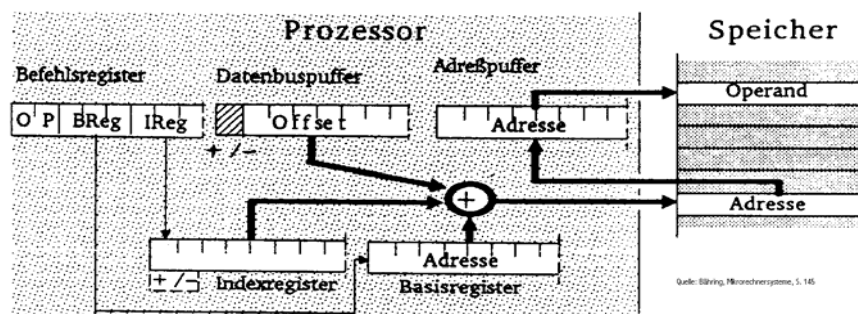 Prozessor
Speicher
Befehlsregister
Datenbuspuffer
Adreßpuffer
O P BReg IReg
Offset
Adresse
Operand
+ / -
+
Adresse
Adresse
+ / -
Indexregister
Basisregister
Quelle: Bähring, Mikrorechnersysteme, S. 145